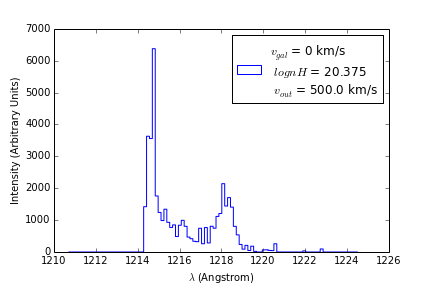 7000
6000
5000
4000
3000
2000
1000
0
Intensity (Arbitrary Units)
v_gal = 0 km/s
lognH = 20.375
v_out = 500.0 km/s
1210 1212 1214 1216 1218 1220 1222 1224 1226
λ (Angstrom)